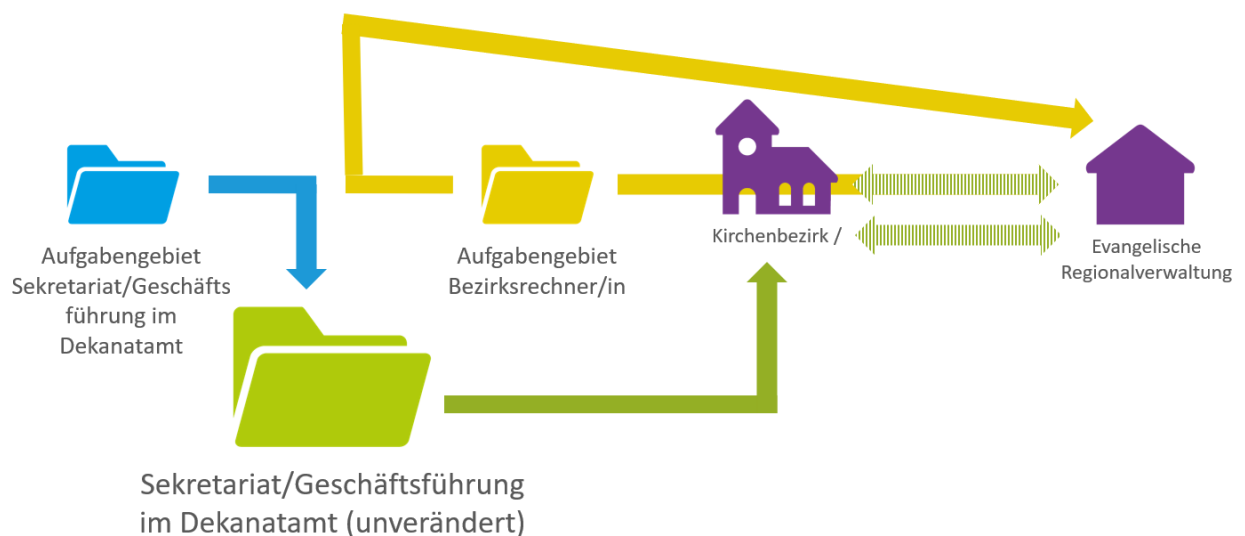 Aufgabengebiet
Sekretariat/Geschäfts
führung im
Dekanatamt
Aufgabengebiet
Bezirksrechner/in
Kirchenbezirk /
Evangelische
Regionalverwaltung
Sekretariat/Geschäftsführung
im Dekanatamt (unverändert)